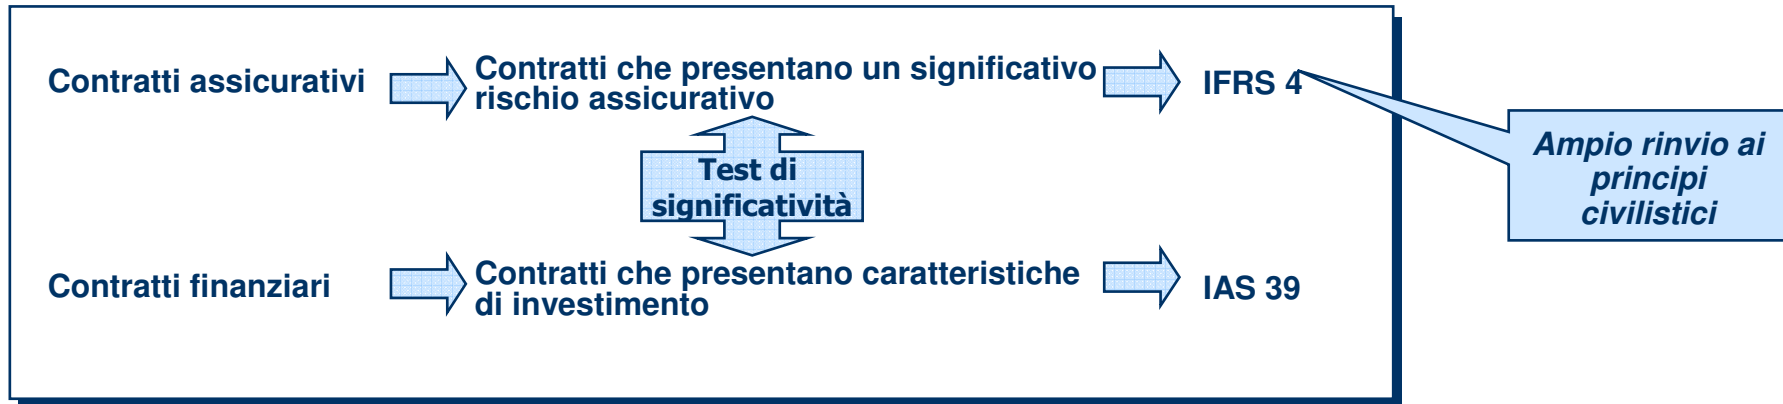 Contratti assicurativi
Contratti che presentano un significativo
rischio assicurativo
IFRS 4
Ampio rinvio ai
principi
civilistici
Test di
significatività
Contratti finanziari
Contratti che presentano caratteristiche
di investimento
IAS 39